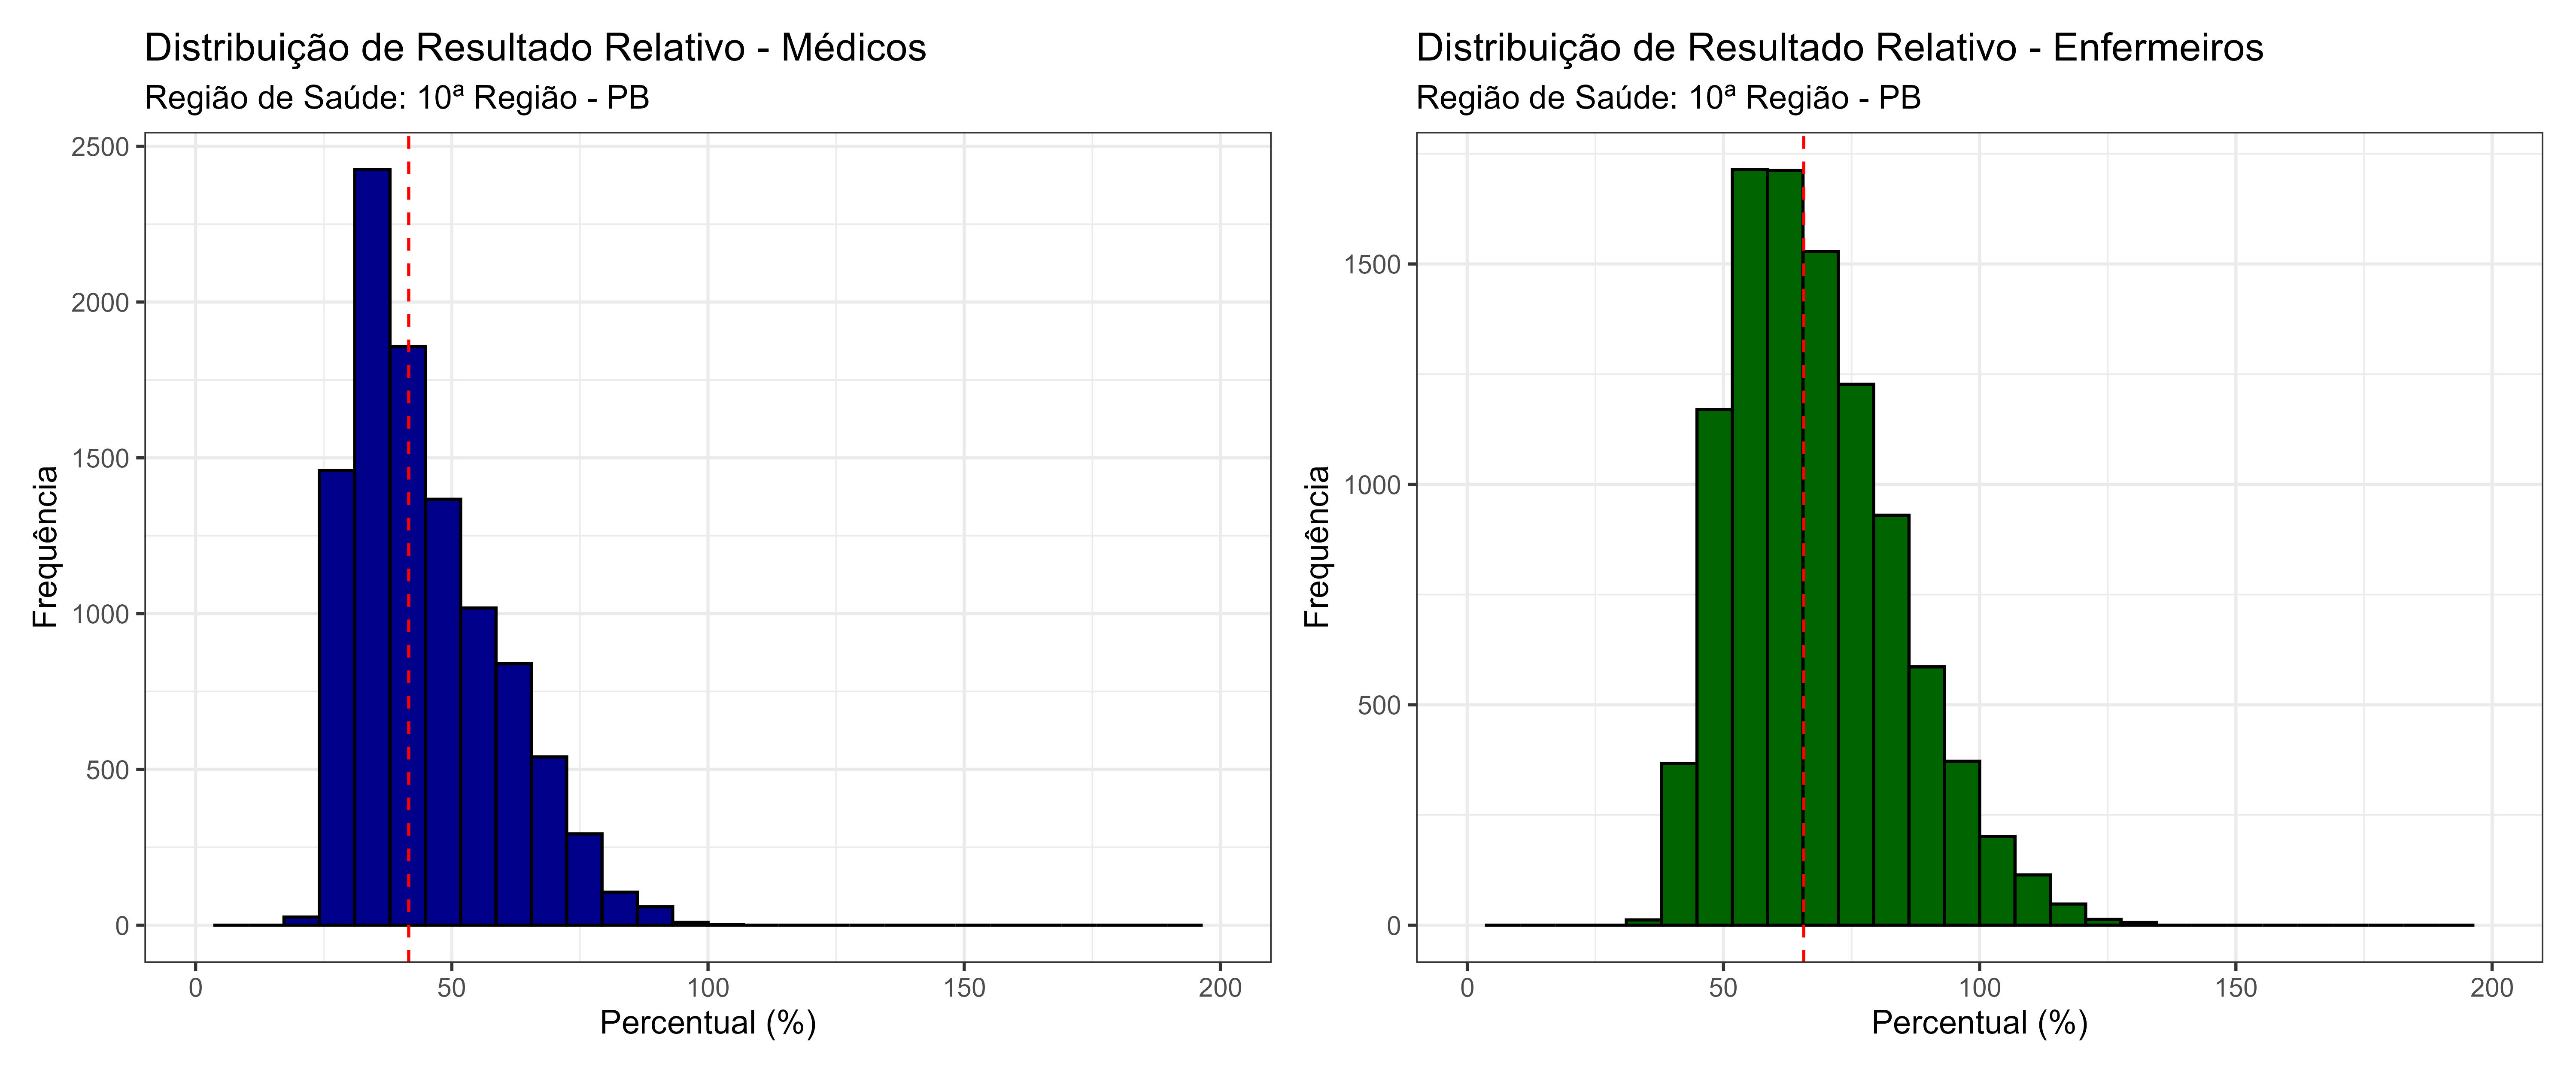 Distribuição de Resultado Relativo - Médicos
Região de Saúde: 10ª Região - PB
2500
2000
1500
1000
500
0
Frequência
0 50 100 150 200
Percentual (%)
Distribuição de Resultado Relativo - Enfermeiros
Região de Saúde: 10ª Região - PB
1500
1000
500
0
Frequência
0 50 100 150 200
Percentual (%)